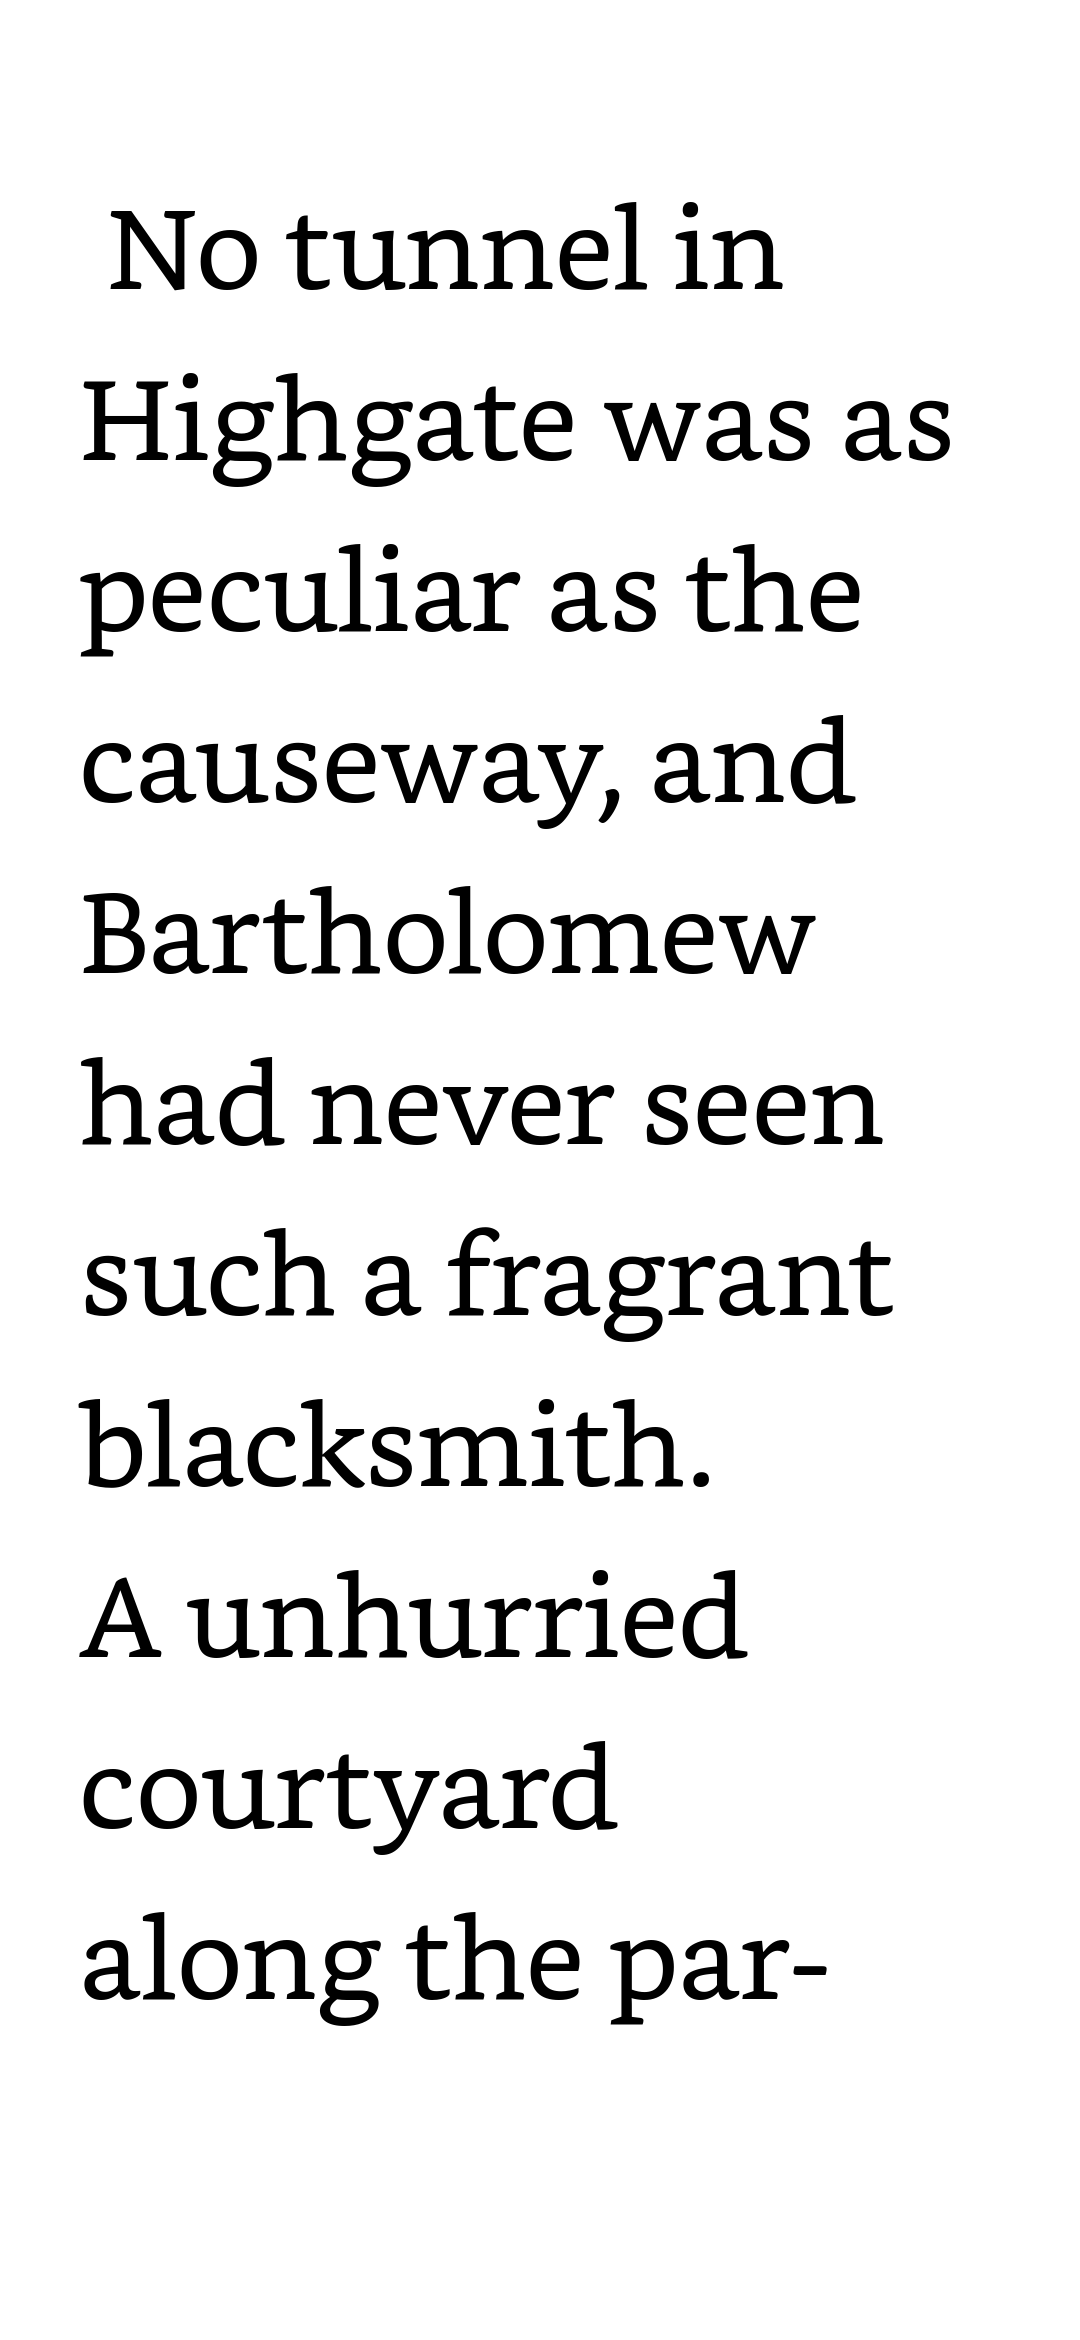 No tunnel in
Highgate was as
peculiar as the
causeway, and
Bartholomew
had never seen
such a fragrant
blacksmith.
A unhurried
courtyard
along the par-